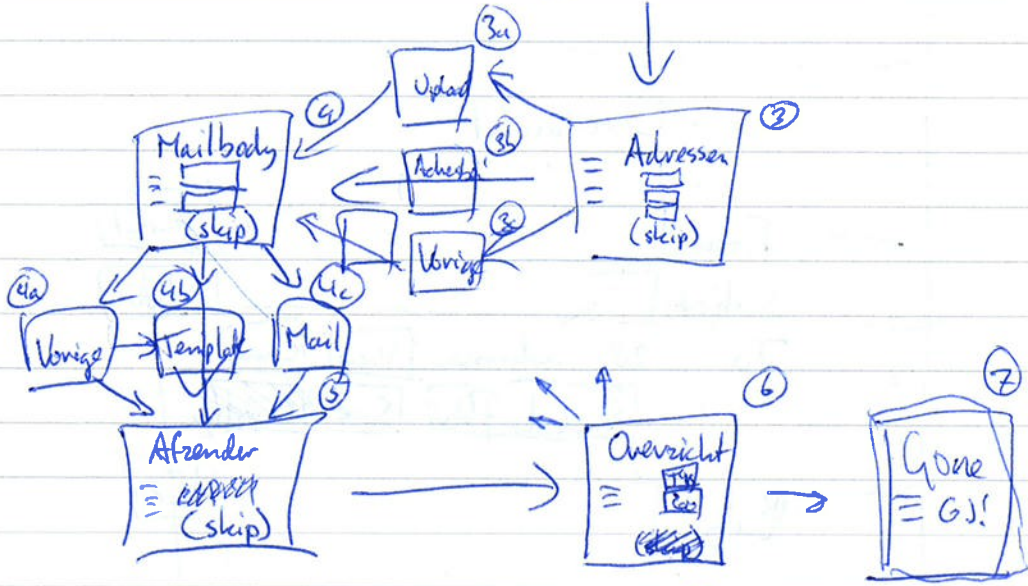 3a
Upload
3
Adressen
(skip)
3b
3c
Vorige
4
Mailbody
(skip)
4a
Vorige
4b
Template
4c
Mail
5
Afzender
(skip)
6
Overzicht
7
Gone
GJ!